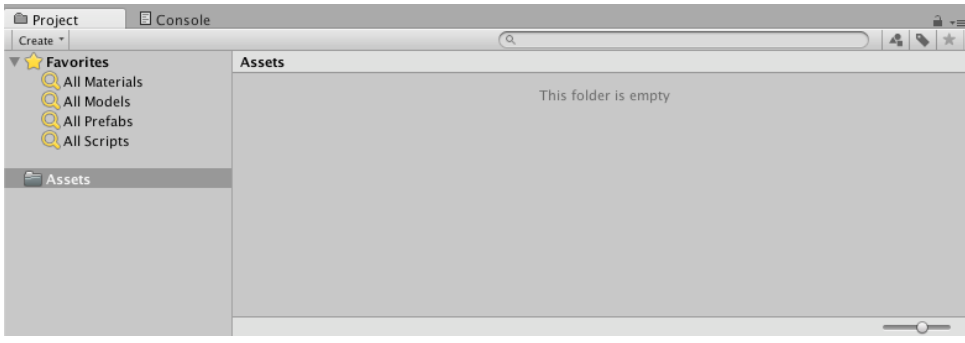 Project
Console
Create
Favorites
Assets
All Materials
This folder is empty
All Models
All Prefabs
All Scripts
Assets